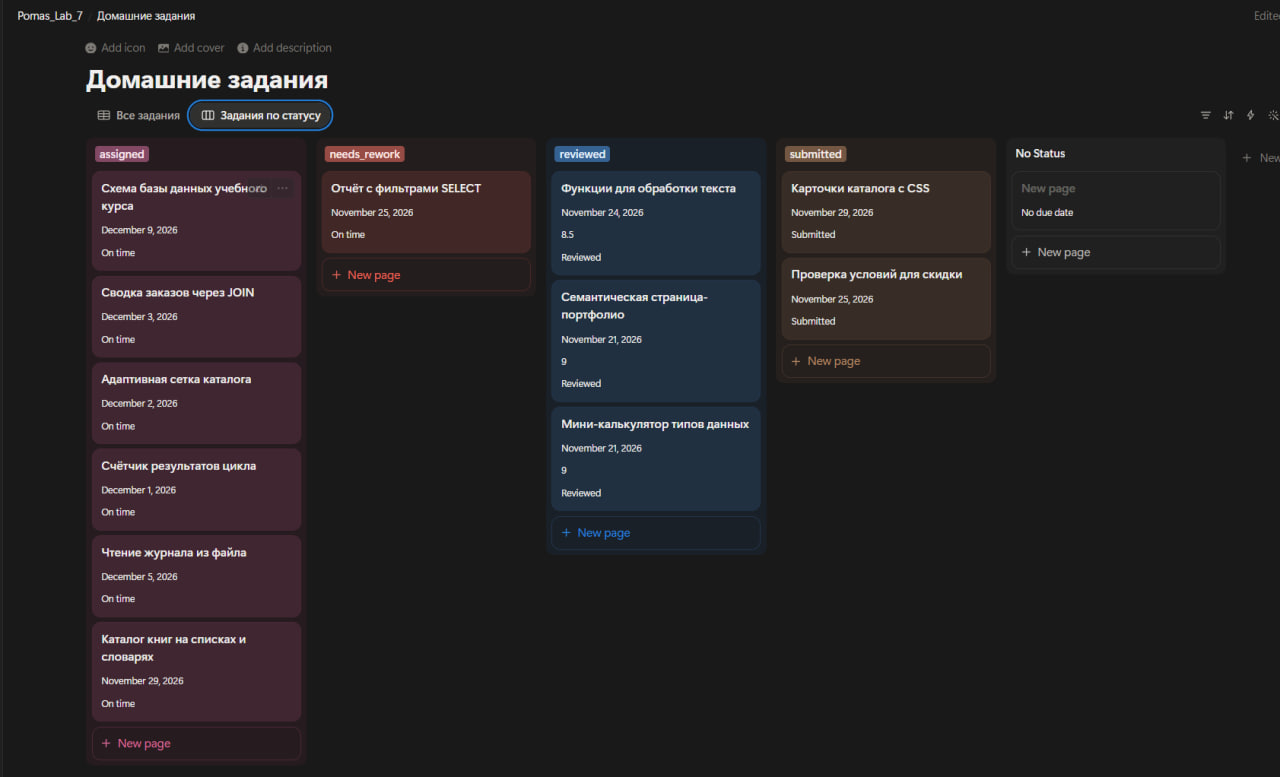 Pomas_Lab_7 / Домашние задания
Add icon Add cover Add description
Домашние задания
Все задания
Задания по статусу
assigned
Схема базы данных учебного
курса
December 9, 2026
On time
Сводка заказов через JOIN
December 3, 2026
On time
Адаптивная сетка каталога
December 2, 2026
On time
Счётчик результатов цикла
December 1, 2026
On time
Чтение журнала из файла
December 5, 2026
On time
Каталог книг на списках и
словарях
November 29, 2026
On time
+ New page
needs_rework
Отчёт с фильтрами SELECT
November 25, 2026
On time
+ New page
reviewed
Функции для обработки текста
November 24, 2026
8.5
Reviewed
Семантическая страница-
портфолио
November 21, 2026
9
Reviewed
Мини-калькулятор типов данных
November 21, 2026
9
Reviewed
+ New page
submitted
Карточки каталога с CSS
November 29, 2026
Submitted
Проверка условий для скидки
November 25, 2026
Submitted
+ New page
No Status
New page
No due date
+ New page
+ New